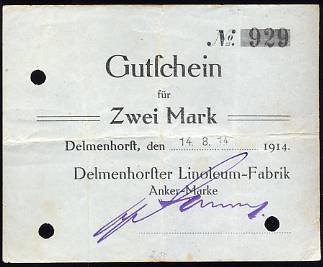 No. 929
Gutschein
für
Zwei Mark
Delmenhorst, den 14. 8. 14 1914.
Delmenhorster Linoleum-Fabrik
Anker-Marke